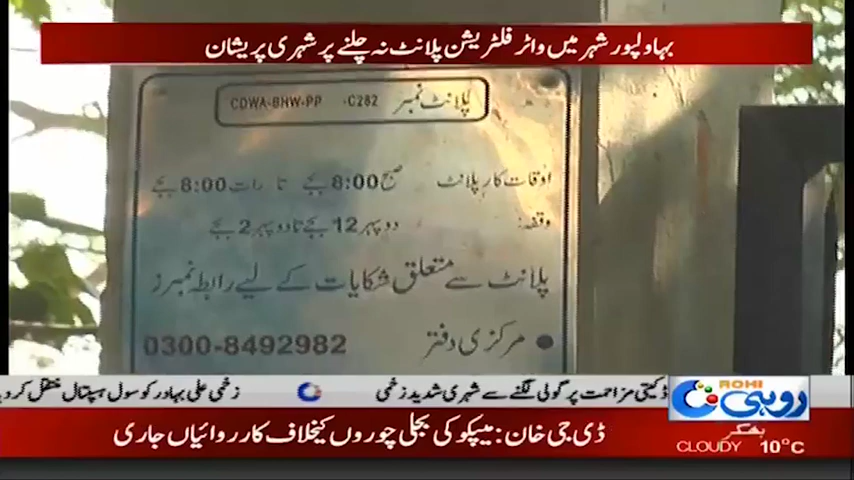 بہاولپور شہر میں واٹر فلٹریشن پلانٹ نہ چلنے پر شہری پریشان
پلانٹ نمبر CDWA-BHW-PP -C282
اوقات کار پلانٹ صبح 8:00 بجے تا رات 8:00 بجے
وقفہ: دوپہر 12 بجے تا دوپہر 2 بجے
پلانٹ سے متعلق شکایات کے لیے رابطہ نمبرز
● مرکزی دفتر 0300-8492982
ڈکیتی مزاحمت پر گولی لگنے سے شہری شدید زخمی
زخمی علی بہادر کو سول ہسپتال منتقل کر دیا
ROHI
روہی
ڈی جی خان: میپکو کی بجلی چوروں کیخلاف کارروائیاں جاری
بھکر
CLOUDY 10°C